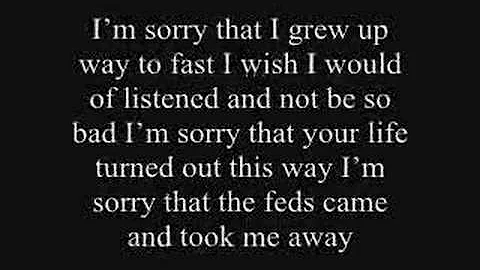 I'm sorry that I grew up
way to fast I wish I would
of listened and not be so
bad I'm sorry that your life
turned out this way I'm
sorry that the feds came
and took me away